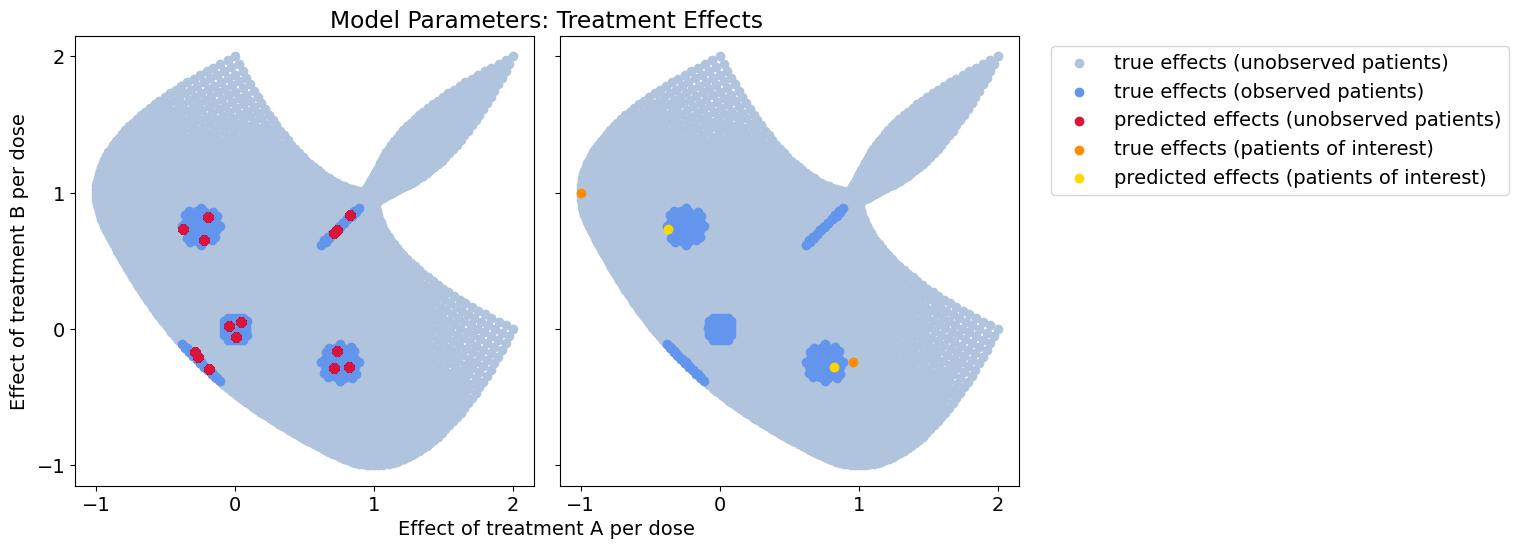 Model Parameters: Treatment Effects
Effect of treatment B per dose
2
1
0
−1
−1 0 1 2
−1 0 1 2
Effect of treatment A per dose
true effects (unobserved patients)
true effects (observed patients)
predicted effects (unobserved patients)
true effects (patients of interest)
predicted effects (patients of interest)